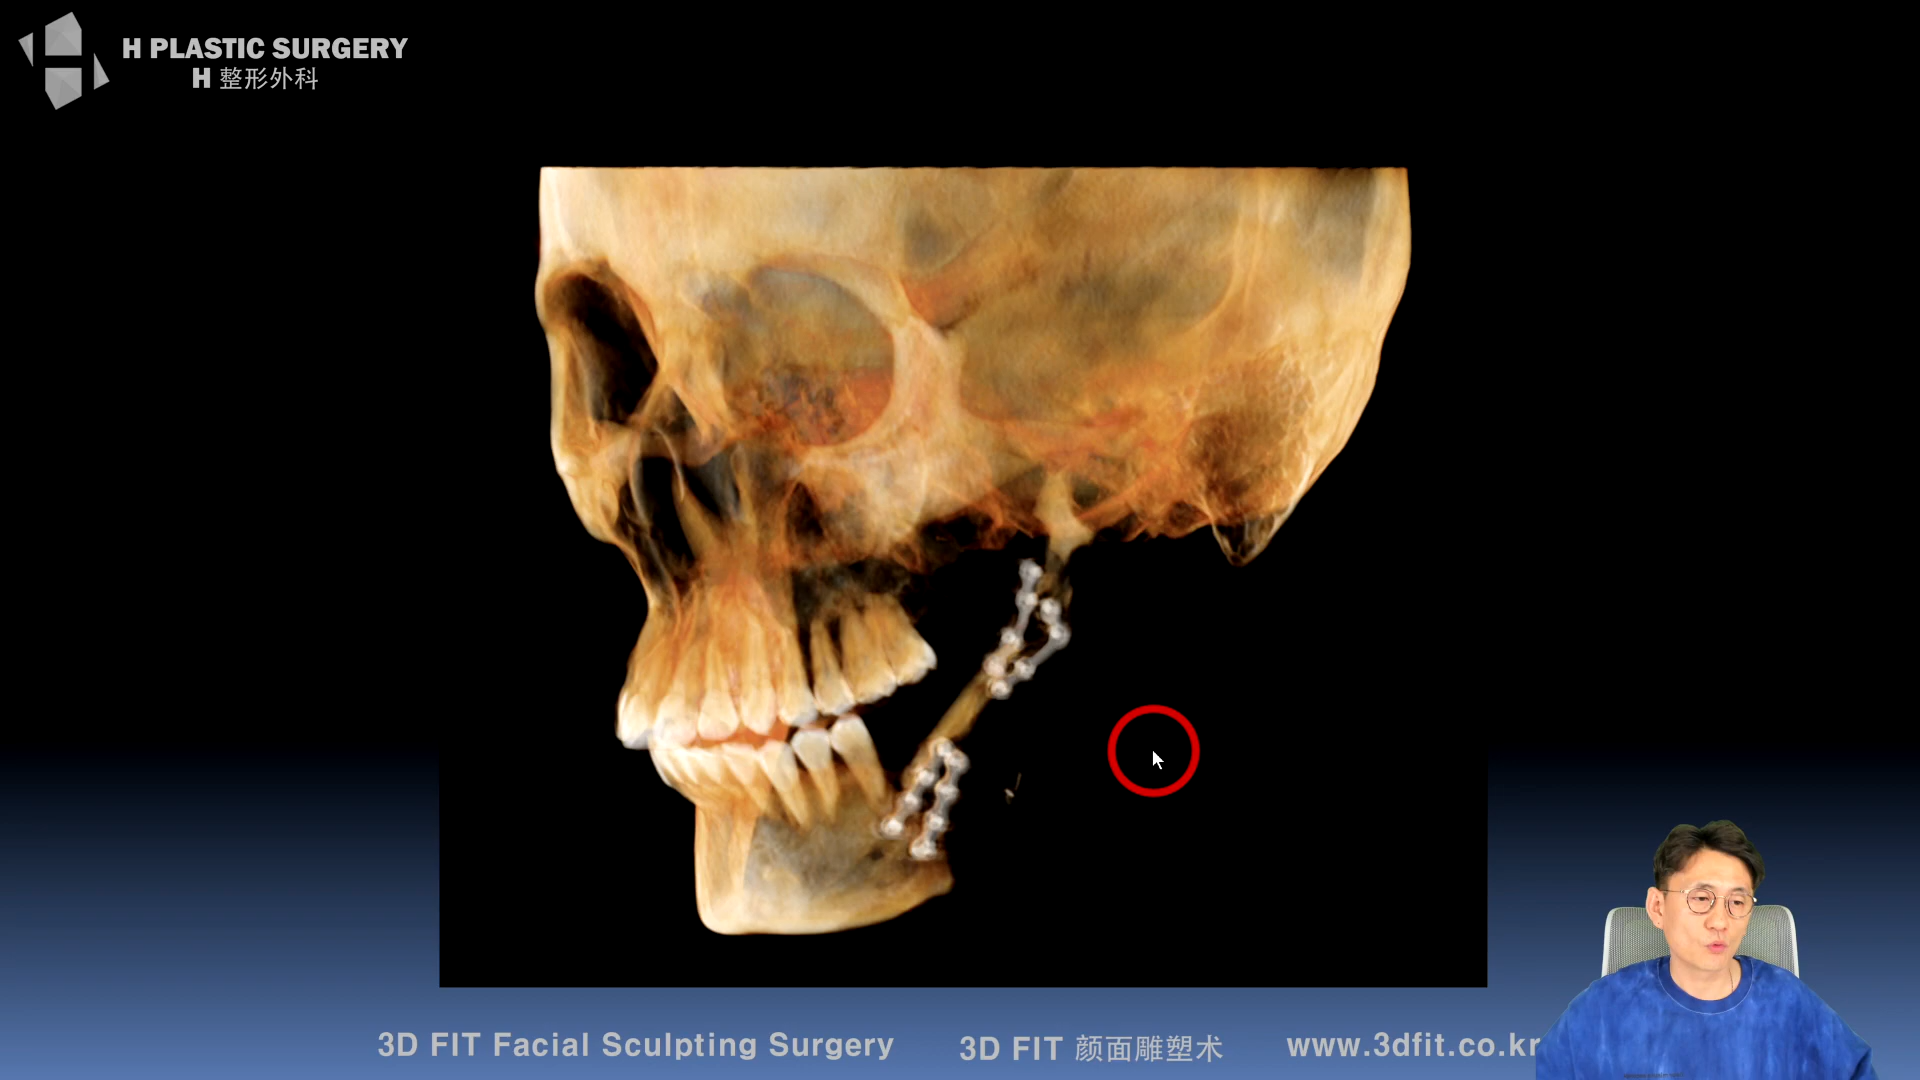 H PLASTIC SURGERY
H 整形外科
3D FIT Facial Sculpting Surgery
3D FIT 颜面雕塑术
www.3dfit.co.kr